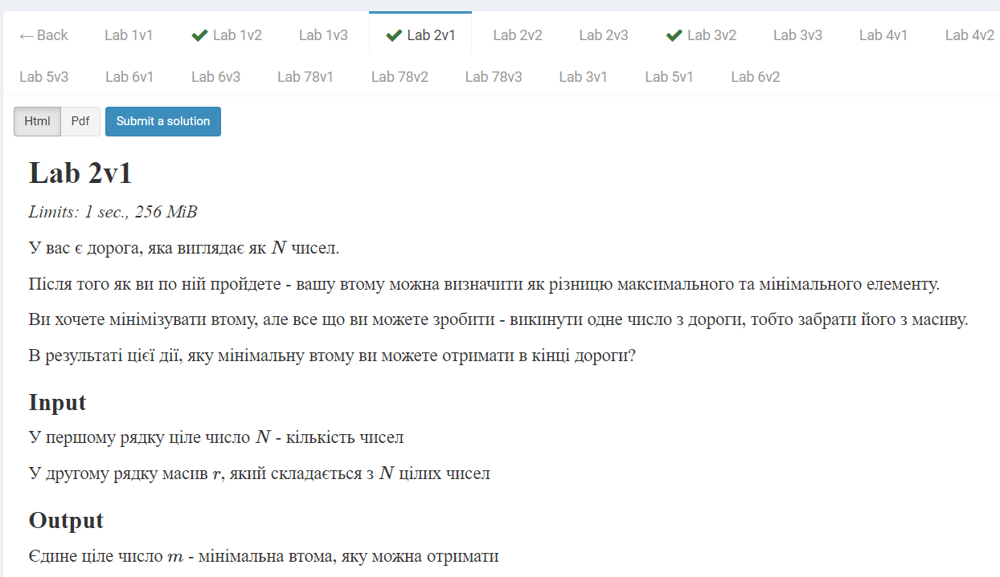 ← Back Lab 1v1 Lab 1v2 Lab 1v3 Lab 2v1 Lab 2v2 Lab 2v3 Lab 3v2 Lab 3v3 Lab 4v1 Lab 4v2
Lab 5v3 Lab 6v1 Lab 6v3 Lab 78v1 Lab 78v2 Lab 78v3 Lab 3v1 Lab 5v1 Lab 6v2
Html Pdf Submit a solution
Lab 2v1
Limits: 1 sec., 256 MiB
У вас є дорога, яка виглядає як N чисел.
Після того як ви по ній пройдете - вашу втому можна визначити як різницю максимального та мінімального елементу.
Ви хочете мінімізувати втому, але все що ви можете зробити - викинути одне число з дороги, тобто забрати його з масиву.
В результаті цієї дії, яку мінімальну втому ви можете отримати в кінці дороги?
Input
У першому рядку ціле число N - кількість чисел
У другому рядку масив r, який складається з N цілих чисел
Output
Єдине ціле число m - мінімальна втома, яку можна отримати